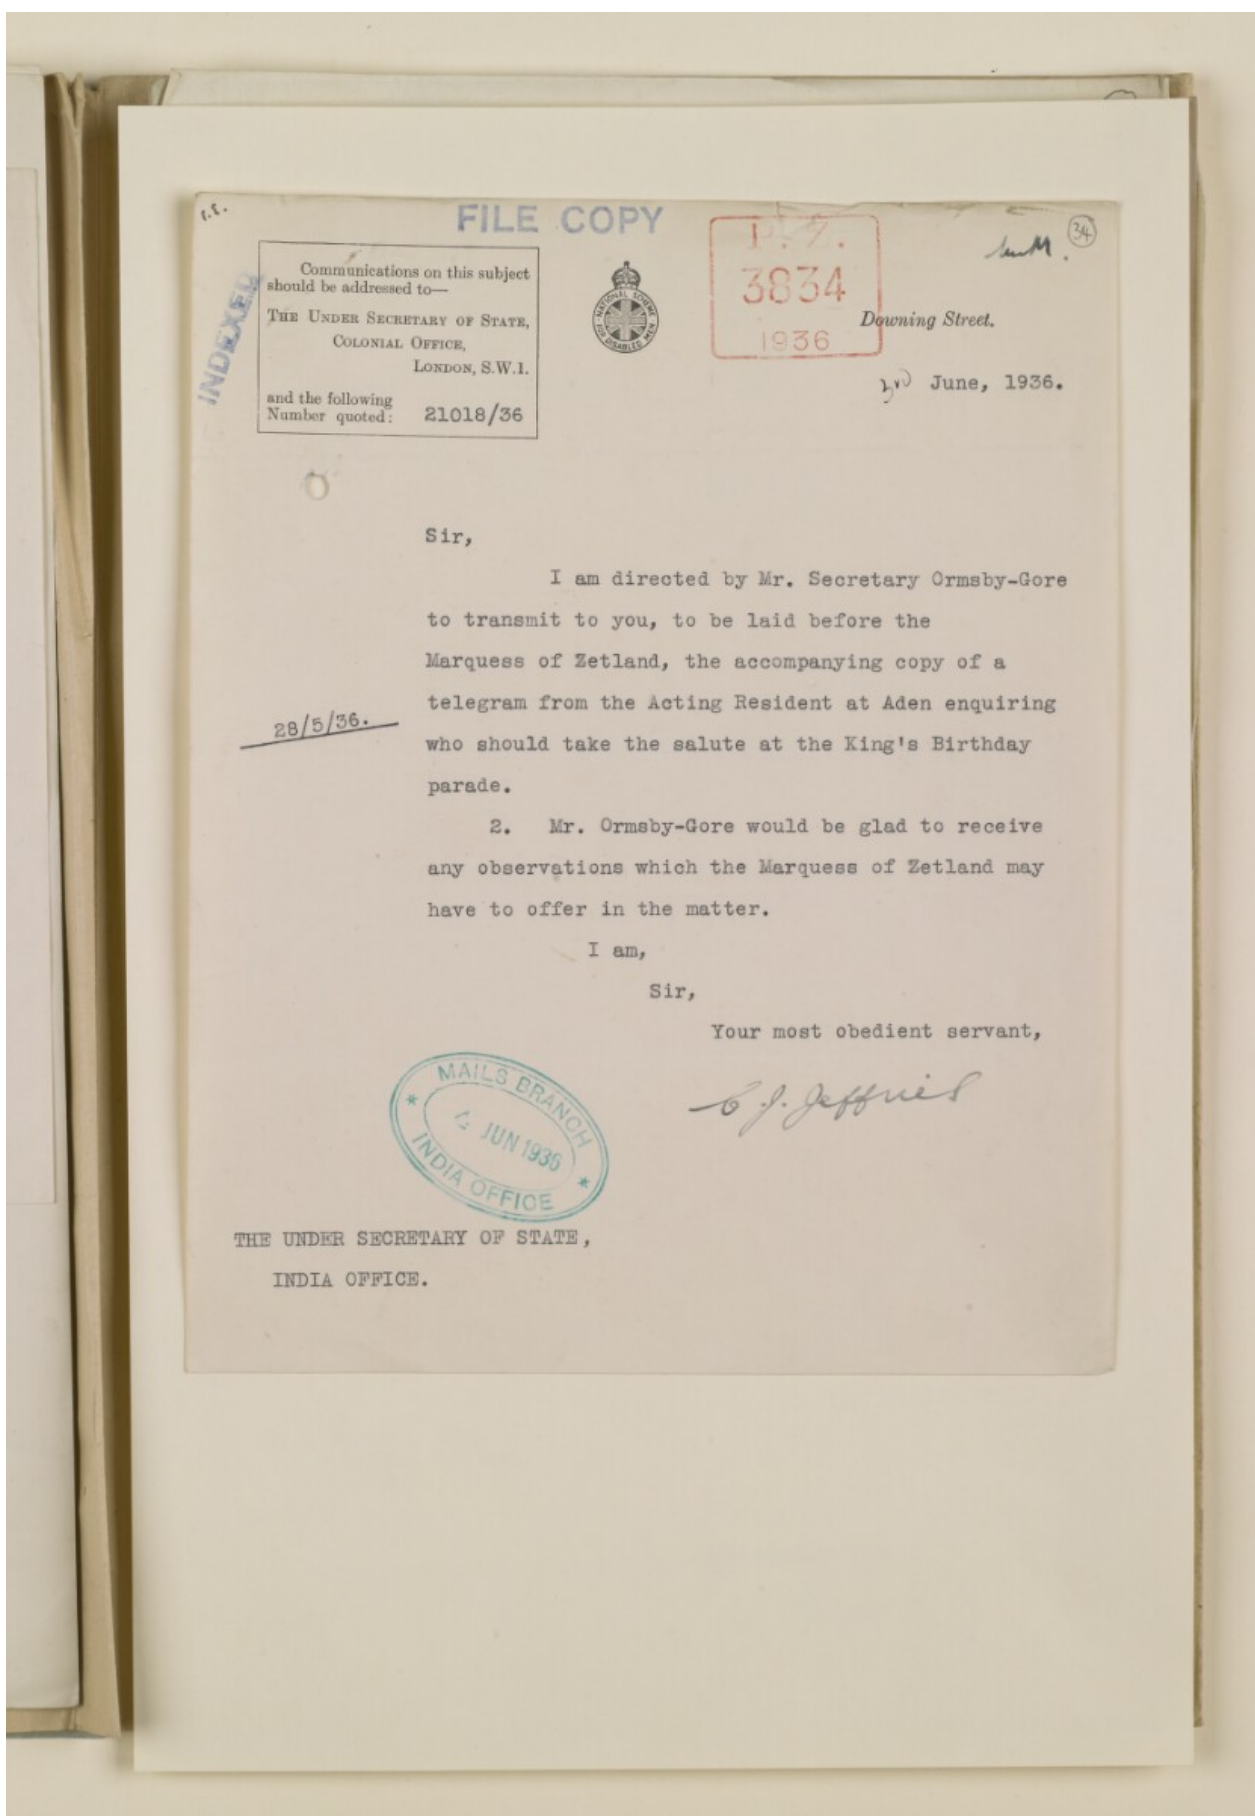 FILE COPY
P. Z.
3834
1936
34
INDEXED
Communications on this subject
should be addressed to—
THE UNDER SECRETARY OF STATE,
COLONIAL OFFICE,
LONDON, S.W.1.
and the following
Number quoted: 21018/36
NATIONAL SCHEME
FOR DISABLED MEN
Downing Street.
3rd June, 1936.
Sir,
I am directed by Mr. Secretary Ormsby-Gore
to transmit to you, to be laid before the
Marquess of Zetland, the accompanying copy of a
telegram from the Acting Resident at Aden enquiring
28/5/36.
who should take the salute at the King's Birthday
parade.
2. Mr. Ormsby-Gore would be glad to receive
any observations which the Marquess of Zetland may
have to offer in the matter.
I am,
Sir,
Your most obedient servant,
C. J. Jeffries
MAILS BRANCH
4 JUN 1936
INDIA OFFICE
THE UNDER SECRETARY OF STATE,
INDIA OFFICE.